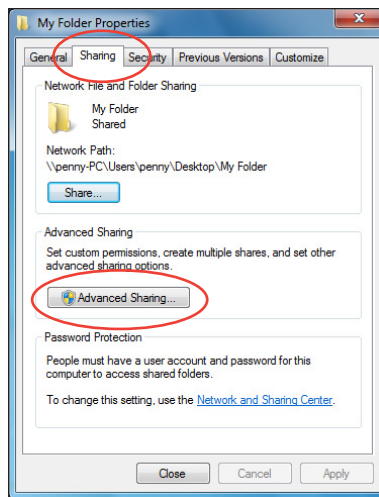 My Folder Properties
General Sharing Security Previous Versions Customize
Network File and Folder Sharing
My Folder
Shared
Network Path:
\\penny-PC\Users\penny\Desktop\My Folder
Share...
Advanced Sharing
Set custom permissions, create multiple shares, and set other
advanced sharing options.
Advanced Sharing...
Password Protection
People must have a user account and password for this
computer to access shared folders.
To change this setting, use the Network and Sharing Center.
Close Cancel Apply